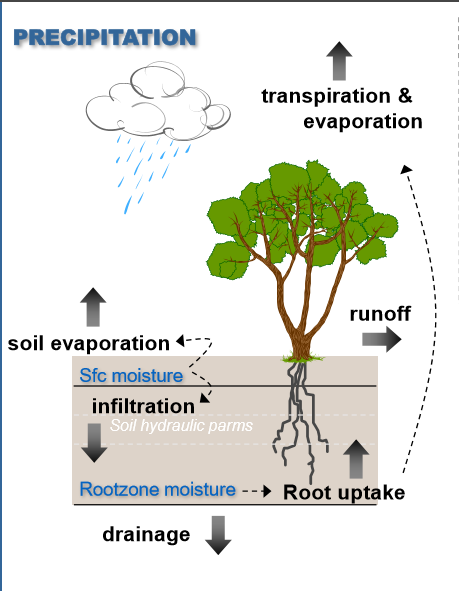 PRECIPITATION
transpiration &
evaporation
runoff
soil evaporation
Sfc moisture
infiltration
Soil hydraulic parms
Rootzone moisture
Root uptake
drainage